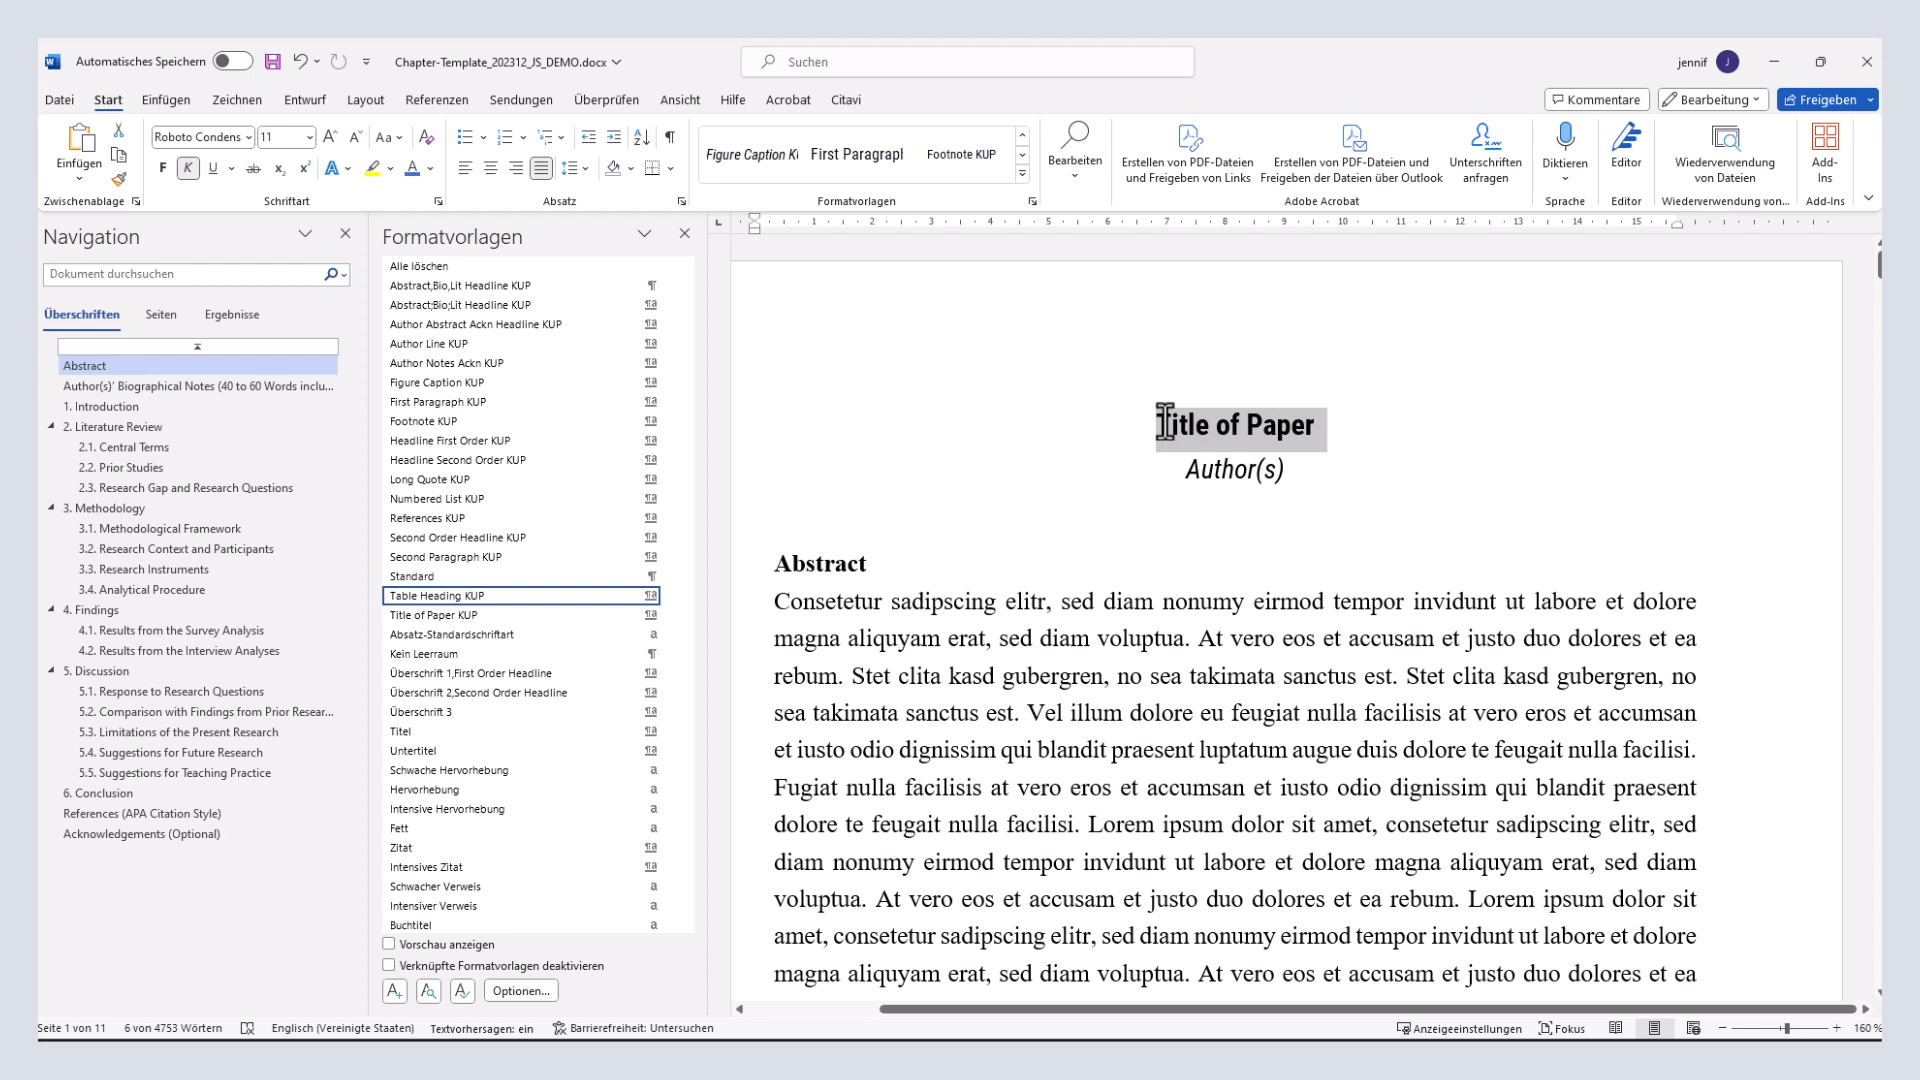 Automatisches Speichern
Chapter-Template_202312_JS_DEMO.docx
Suchen
jennif
J
Datei
Start
Einfügen
Zeichnen
Entwurf
Layout
Referenzen
Sendungen
Überprüfen
Ansicht
Hilfe
Acrobat
Citavi
Kommentare
Bearbeitung
Freigeben
Einfügen
Zwischenablage
Roboto Condens
11
Aa
F K U ab x₂ x²
Schriftart
Absatz
Figure Caption Kı
First Paragrapl
Footnote KUP
Formatvorlagen
Bearbeiten
Erstellen von PDF-Dateien
und Freigeben von Links
Erstellen von PDF-Dateien und
Freigeben der Dateien über Outlook
Unterschriften
anfragen
Adobe Acrobat
Diktieren
Sprache
Editor
Editor
Wiederverwendung
von Dateien
Wiederverwendung von...
Add-
Ins
Add-Ins
Navigation
Dokument durchsuchen
Überschriften
Seiten
Ergebnisse
Abstract
Author(s)' Biographical Notes (40 to 60 Words inclu...
1. Introduction
2. Literature Review
2.1. Central Terms
2.2. Prior Studies
2.3. Research Gap and Research Questions
3. Methodology
3.1. Methodological Framework
3.2. Research Context and Participants
3.3. Research Instruments
3.4. Analytical Procedure
4. Findings
4.1. Results from the Survey Analysis
4.2. Results from the Interview Analyses
5. Discussion
5.1. Response to Research Questions
5.2. Comparison with Findings from Prior Resear...
5.3. Limitations of the Present Research
5.4. Suggestions for Future Research
5.5. Suggestions for Teaching Practice
6. Conclusion
References (APA Citation Style)
Acknowledgements (Optional)
Formatvorlagen
Alle löschen
Abstract,Bio,Lit Headline KUP ¶
Abstract;Bio;Lit Headline KUP ¶a
Author Abstract Ackn Headline KUP ¶a
Author Line KUP ¶a
Author Notes Ackn KUP ¶a
Figure Caption KUP ¶a
First Paragraph KUP ¶a
Footnote KUP ¶a
Headline First Order KUP ¶a
Headline Second Order KUP ¶a
Long Quote KUP ¶a
Numbered List KUP ¶a
References KUP ¶a
Second Order Headline KUP ¶a
Second Paragraph KUP ¶a
Standard ¶
Table Heading KUP ¶a
Title of Paper KUP ¶a
Absatz-Standardschriftart a
Kein Leerraum ¶
Überschrift 1,First Order Headline ¶a
Überschrift 2,Second Order Headline ¶a
Überschrift 3 ¶a
Titel ¶a
Untertitel ¶a
Schwache Hervorhebung a
Hervorhebung a
Intensive Hervorhebung a
Fett a
Zitat ¶a
Intensives Zitat ¶a
Schwacher Verweis a
Intensiver Verweis a
Buchtitel a
Vorschau anzeigen
Verknüpfte Formatvorlagen deaktivieren
Optionen...
1 2 3 4 5 6 7 8 9 10 11 12 13 14 15
Title of Paper
Author(s)
Abstract
Consetetur sadipscing elitr, sed diam nonumy eirmod tempor invidunt ut labore et dolore
magna aliquyam erat, sed diam voluptua. At vero eos et accusam et justo duo dolores et ea
rebum. Stet clita kasd gubergren, no sea takimata sanctus est. Stet clita kasd gubergren, no
sea takimata sanctus est. Vel illum dolore eu feugiat nulla facilisis at vero eros et accumsan
et iusto odio dignissim qui blandit praesent luptatum augue duis dolore te feugait nulla facilisi.
Fugiat nulla facilisis at vero eros et accumsan et iusto odio dignissim qui blandit praesent
dolore te feugait nulla facilisi. Lorem ipsum dolor sit amet, consetetur sadipscing elitr, sed
diam nonumy eirmod tempor invidunt ut labore et dolore magna aliquyam erat, sed diam
voluptua. At vero eos et accusam et justo duo dolores et ea rebum. Lorem ipsum dolor sit
amet, consetetur sadipscing elitr, sed diam nonumy eirmod tempor invidunt ut labore et dolore
magna aliquyam erat, sed diam voluptua. At vero eos et accusam et justo duo dolores et ea
Seite 1 von 11
6 von 4753 Wörtern
Englisch (Vereinigte Staaten)
Textvorhersagen: ein
Barrierefreiheit: Untersuchen
Anzeigeeinstellungen
Fokus
160 %